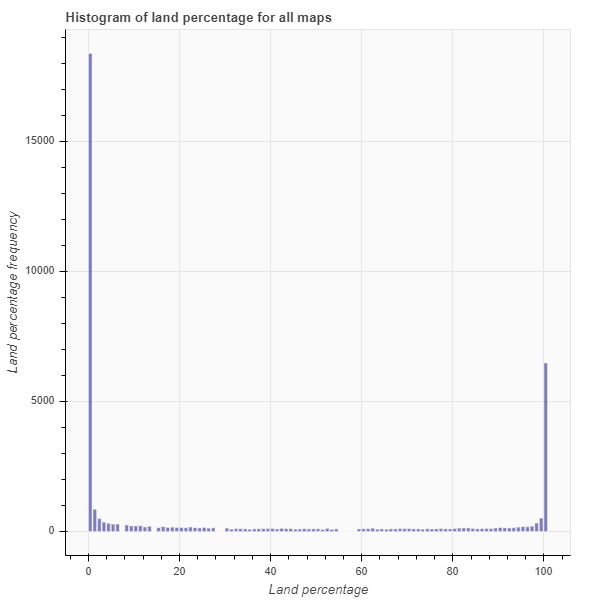 Histogram of land percentage for all maps
Land percentage frequency
15000
10000
5000
0
0 20 40 60 80 100
Land percentage